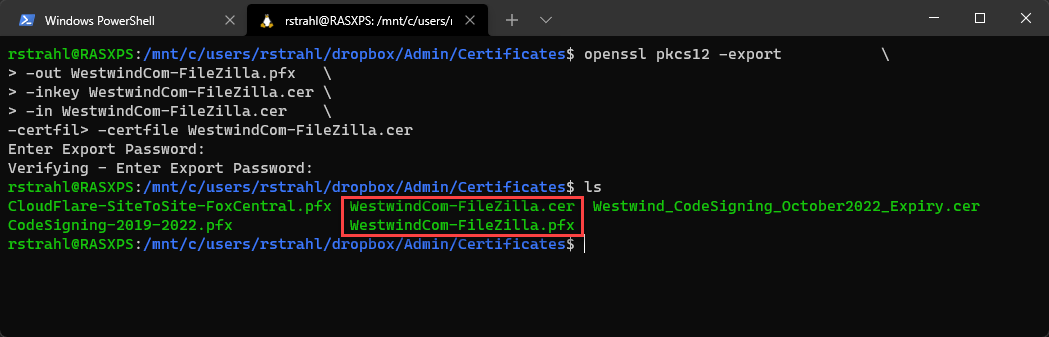 Windows PowerShell
rstrahl@RASXPS: /mnt/c/users/r
rstrahl@RASXPS:/mnt/c/users/rstrahl/dropbox/Admin/Certificates$ openssl pkcs12 -export           \
> -out WestwindCom-FileZilla.pfx   \
> -inkey WestwindCom-FileZilla.cer \
> -in WestwindCom-FileZilla.cer    \
-certfil> -certfile WestwindCom-FileZilla.cer
Enter Export Password:
Verifying - Enter Export Password:
rstrahl@RASXPS:/mnt/c/users/rstrahl/dropbox/Admin/Certificates$ ls
CloudFlare-SiteToSite-FoxCentral.pfx  WestwindCom-FileZilla.cer  Westwind_CodeSigning_October2022_Expiry.cer
CodeSigning-2019-2022.pfx             WestwindCom-FileZilla.pfx
rstrahl@RASXPS:/mnt/c/users/rstrahl/dropbox/Admin/Certificates$